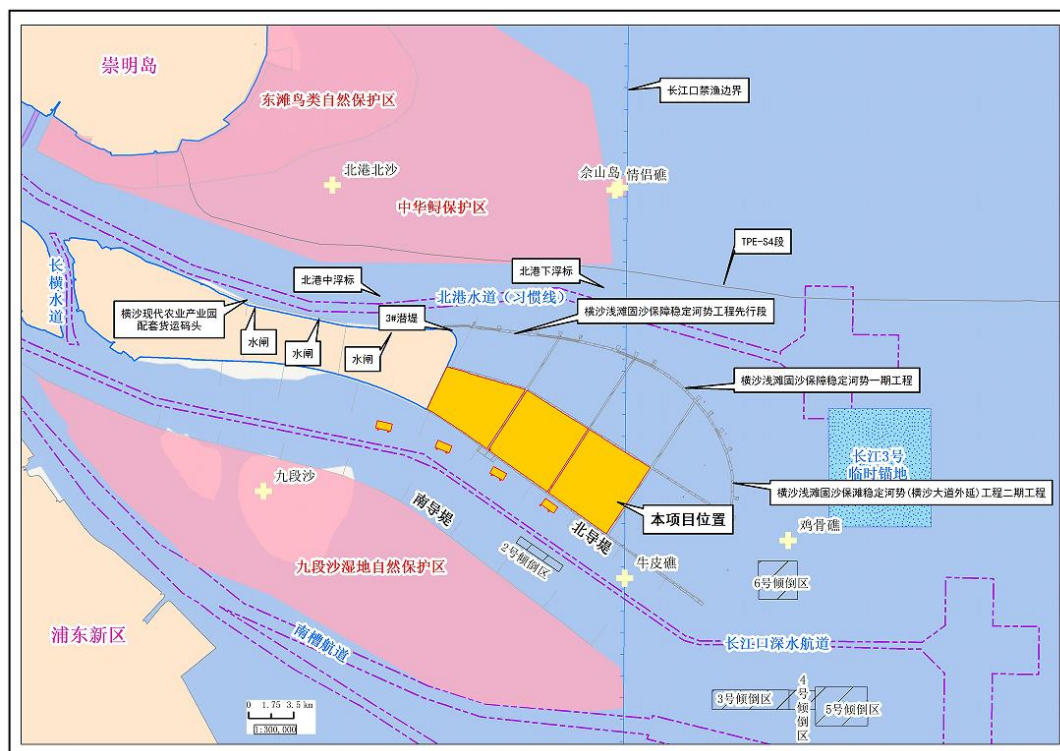 崇明岛
东滩鸟类自然保护区
长江口禁渔边界
北港北沙
佘山岛 情侣礁
中华鲟保护区
TPE-S4段
长横水道
北港中浮标
北港下浮标
北港水道（习惯线）
横沙现代农业产业园
配套货运码头
3#潜堤
横沙浅滩固沙保障稳定河势工程先行段
水闸
水闸
水闸
横沙浅滩固沙保障稳定河势一期工程
长江3号
临时锚地
九段沙
横沙浅滩固沙保滩稳定河势(横沙大道外延)工程二期工程
南导堤
北导堤
本项目位置
鸡骨礁
2号倾倒区
牛皮礁
九段沙湿地自然保护区
6号倾倒区
浦东新区
南槽航道
长江口深水航道
3号倾倒区
4号倾倒区
5号倾倒区
0 1.75 3.5 km
1:300,000